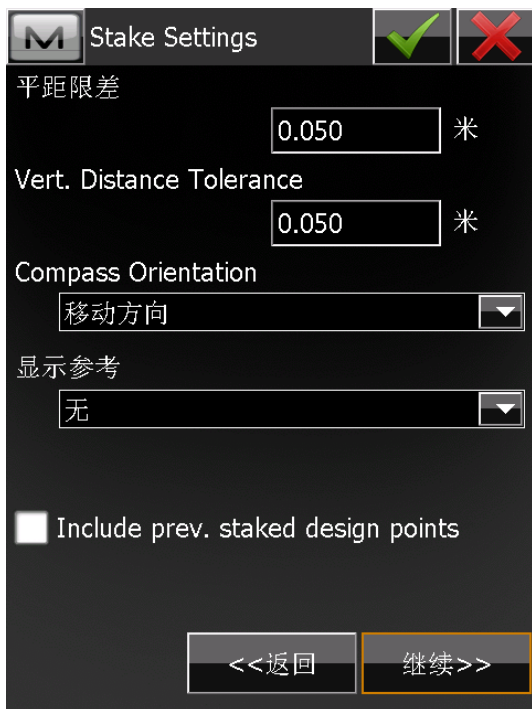 M Stake Settings
平距限差
0.050 米
Vert. Distance Tolerance
0.050 米
Compass Orientation
移动方向
显示参考
无
Include prev. staked design points
<<返回 继续>>